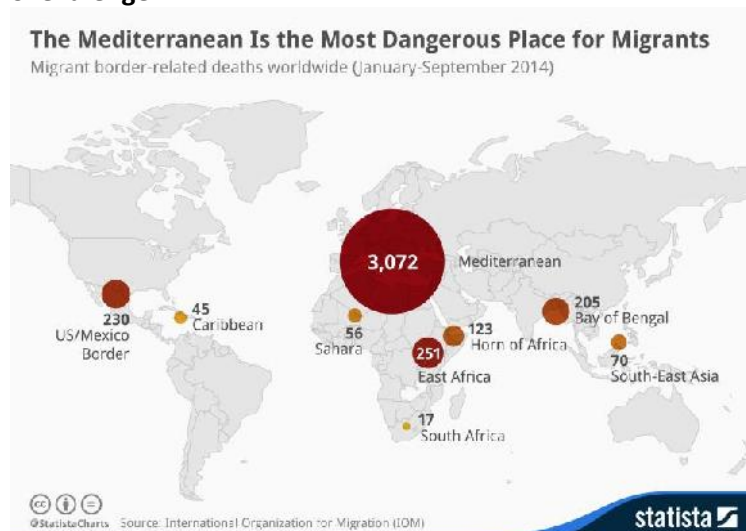 The Mediterranean Is the Most Dangerous Place for Migrants
Migrant border-related deaths worldwide (January-September 2014)
3,072
Mediterranean
230
US/Mexico
Border
45
Caribbean
56
Sahara
251
East Africa
123
Horn of Africa
205
Bay of Bengal
70
South-East Asia
17
South Africa
cc
@StatistaCharts Source: International Organization for Migration (IOM)
statista